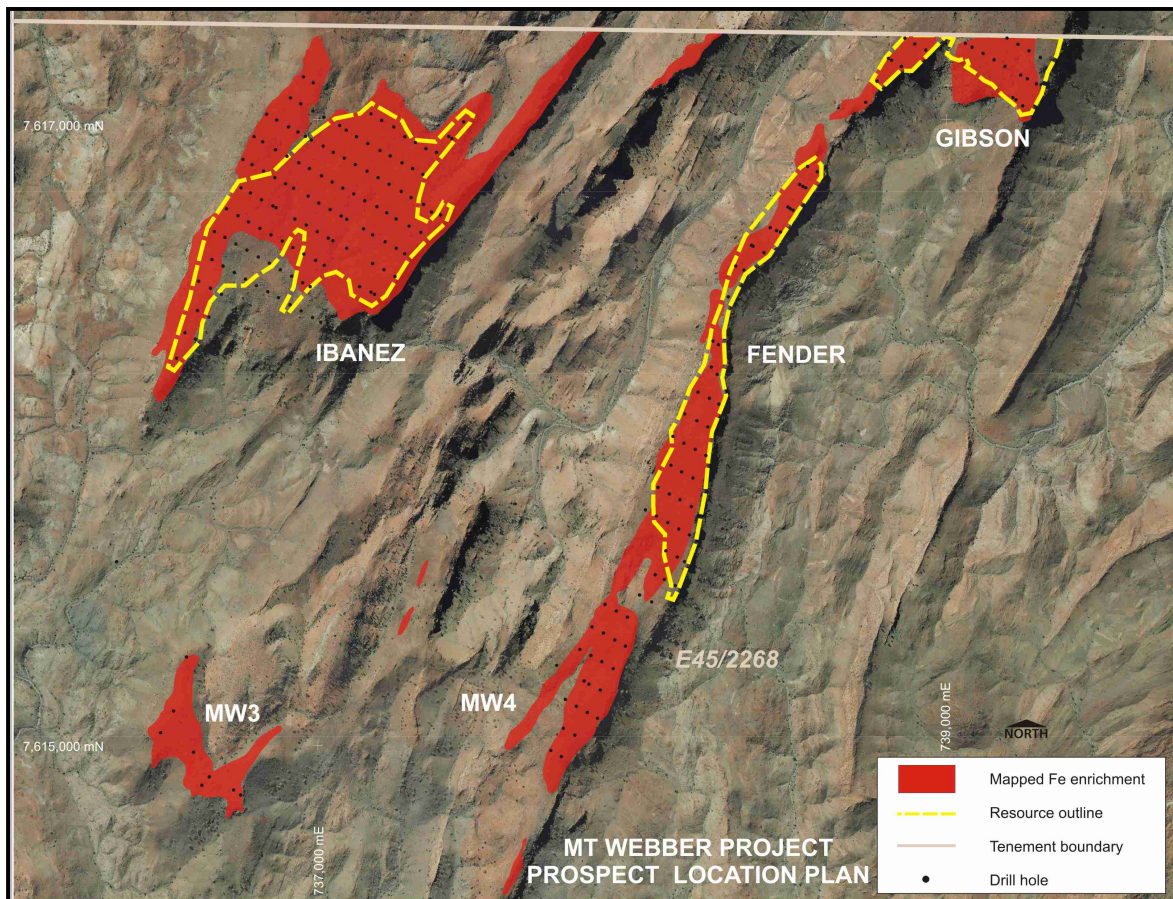 7,617,000 mN
GIBSON
IBANEZ
FENDER
E45/2268
MW4
MW3
739,000 mE
NORTH
7,615,000 mN
737,000 mE
MT WEBBER PROJECT
PROSPECT LOCATION PLAN
Mapped Fe enrichment
Resource outline
Tenement boundary
Drill hole